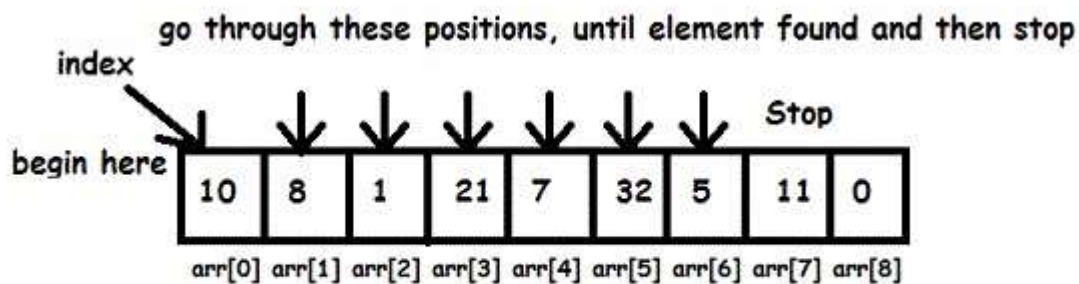 go through these positions, until element found and then stop
index
Stop
begin here
10 8 1 21 7 32 5 11 0
arr[0] arr[1] arr[2] arr[3] arr[4] arr[5] arr[6] arr[7] arr[8]